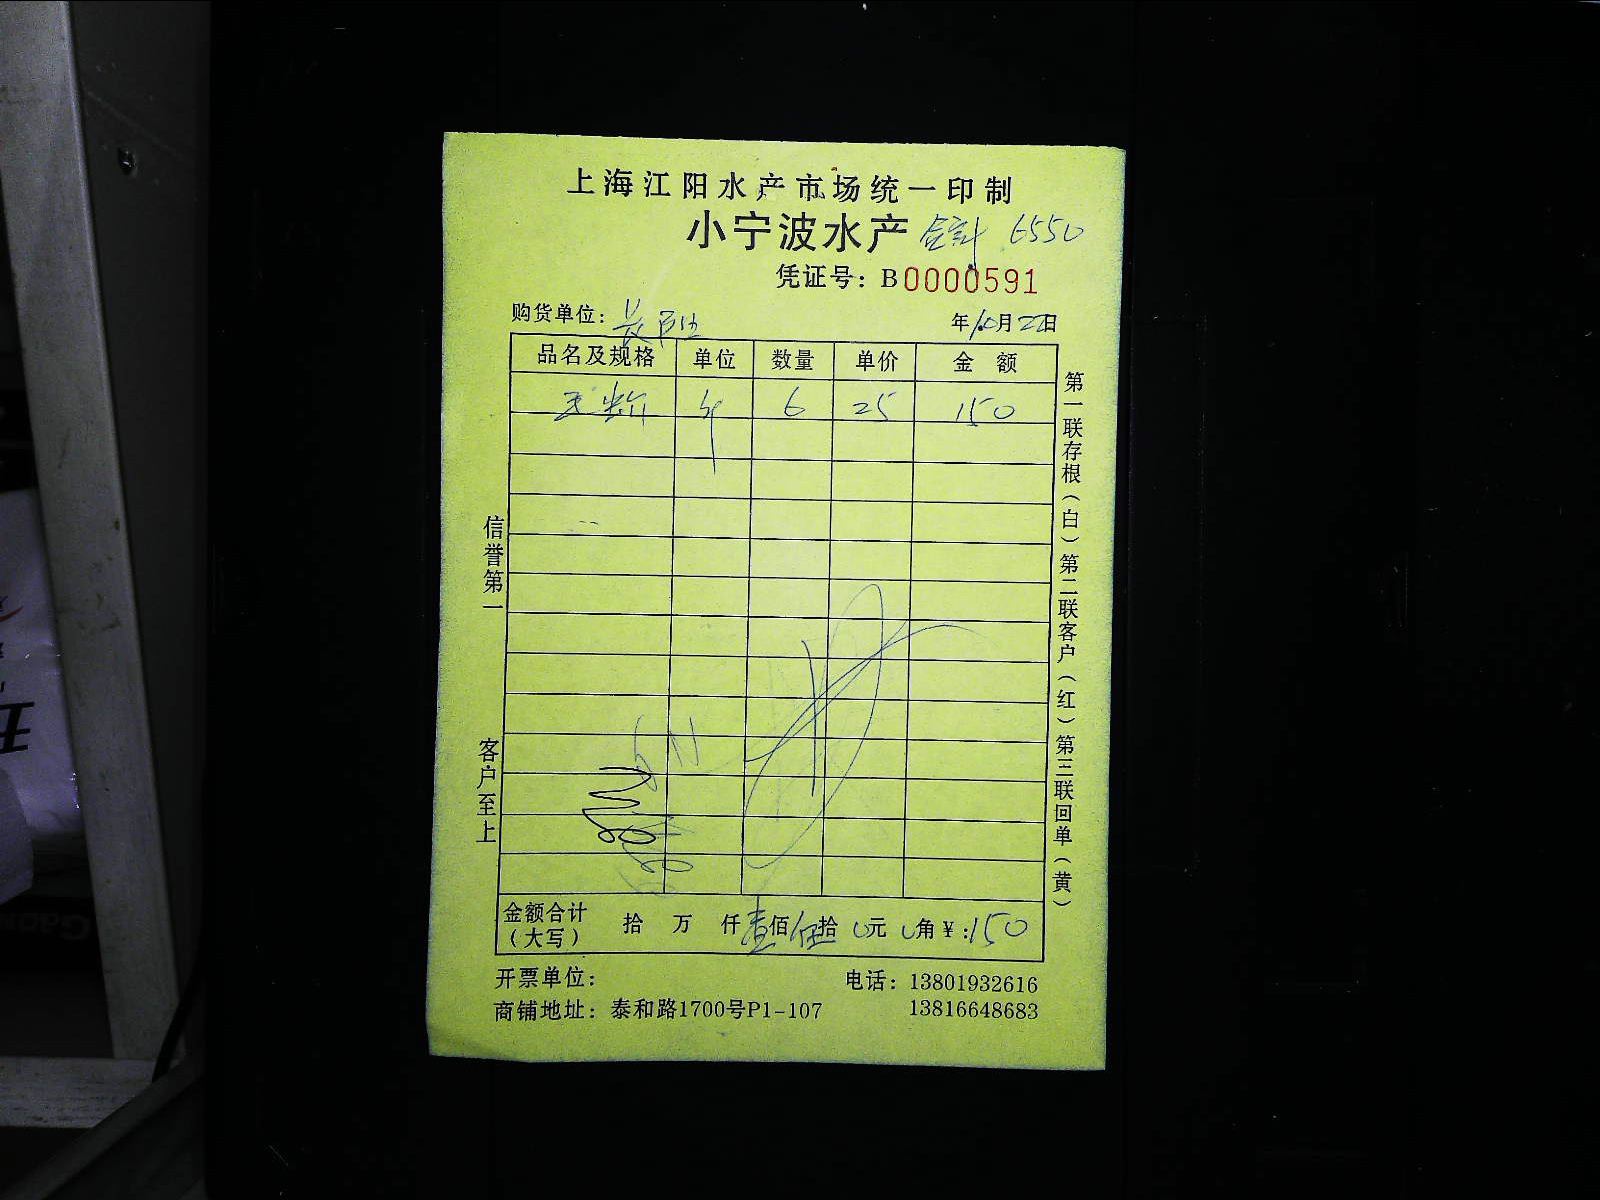 上海江阳水产市场统一印制
小宁波水产 合计 6550
凭证号：B0000591
购货单位：
年10月22日
品名及规格 单位 数量 单价 金额
6 25 150
信誉第一
客户至上
第一联存根（白）第二联客户（红）第三联回单（黄）
金额合计（大写） 拾 万 仟壹佰伍拾0元0角￥:150
开票单位：
电话：13801932616
商铺地址：泰和路1700号P1-107
13816648683